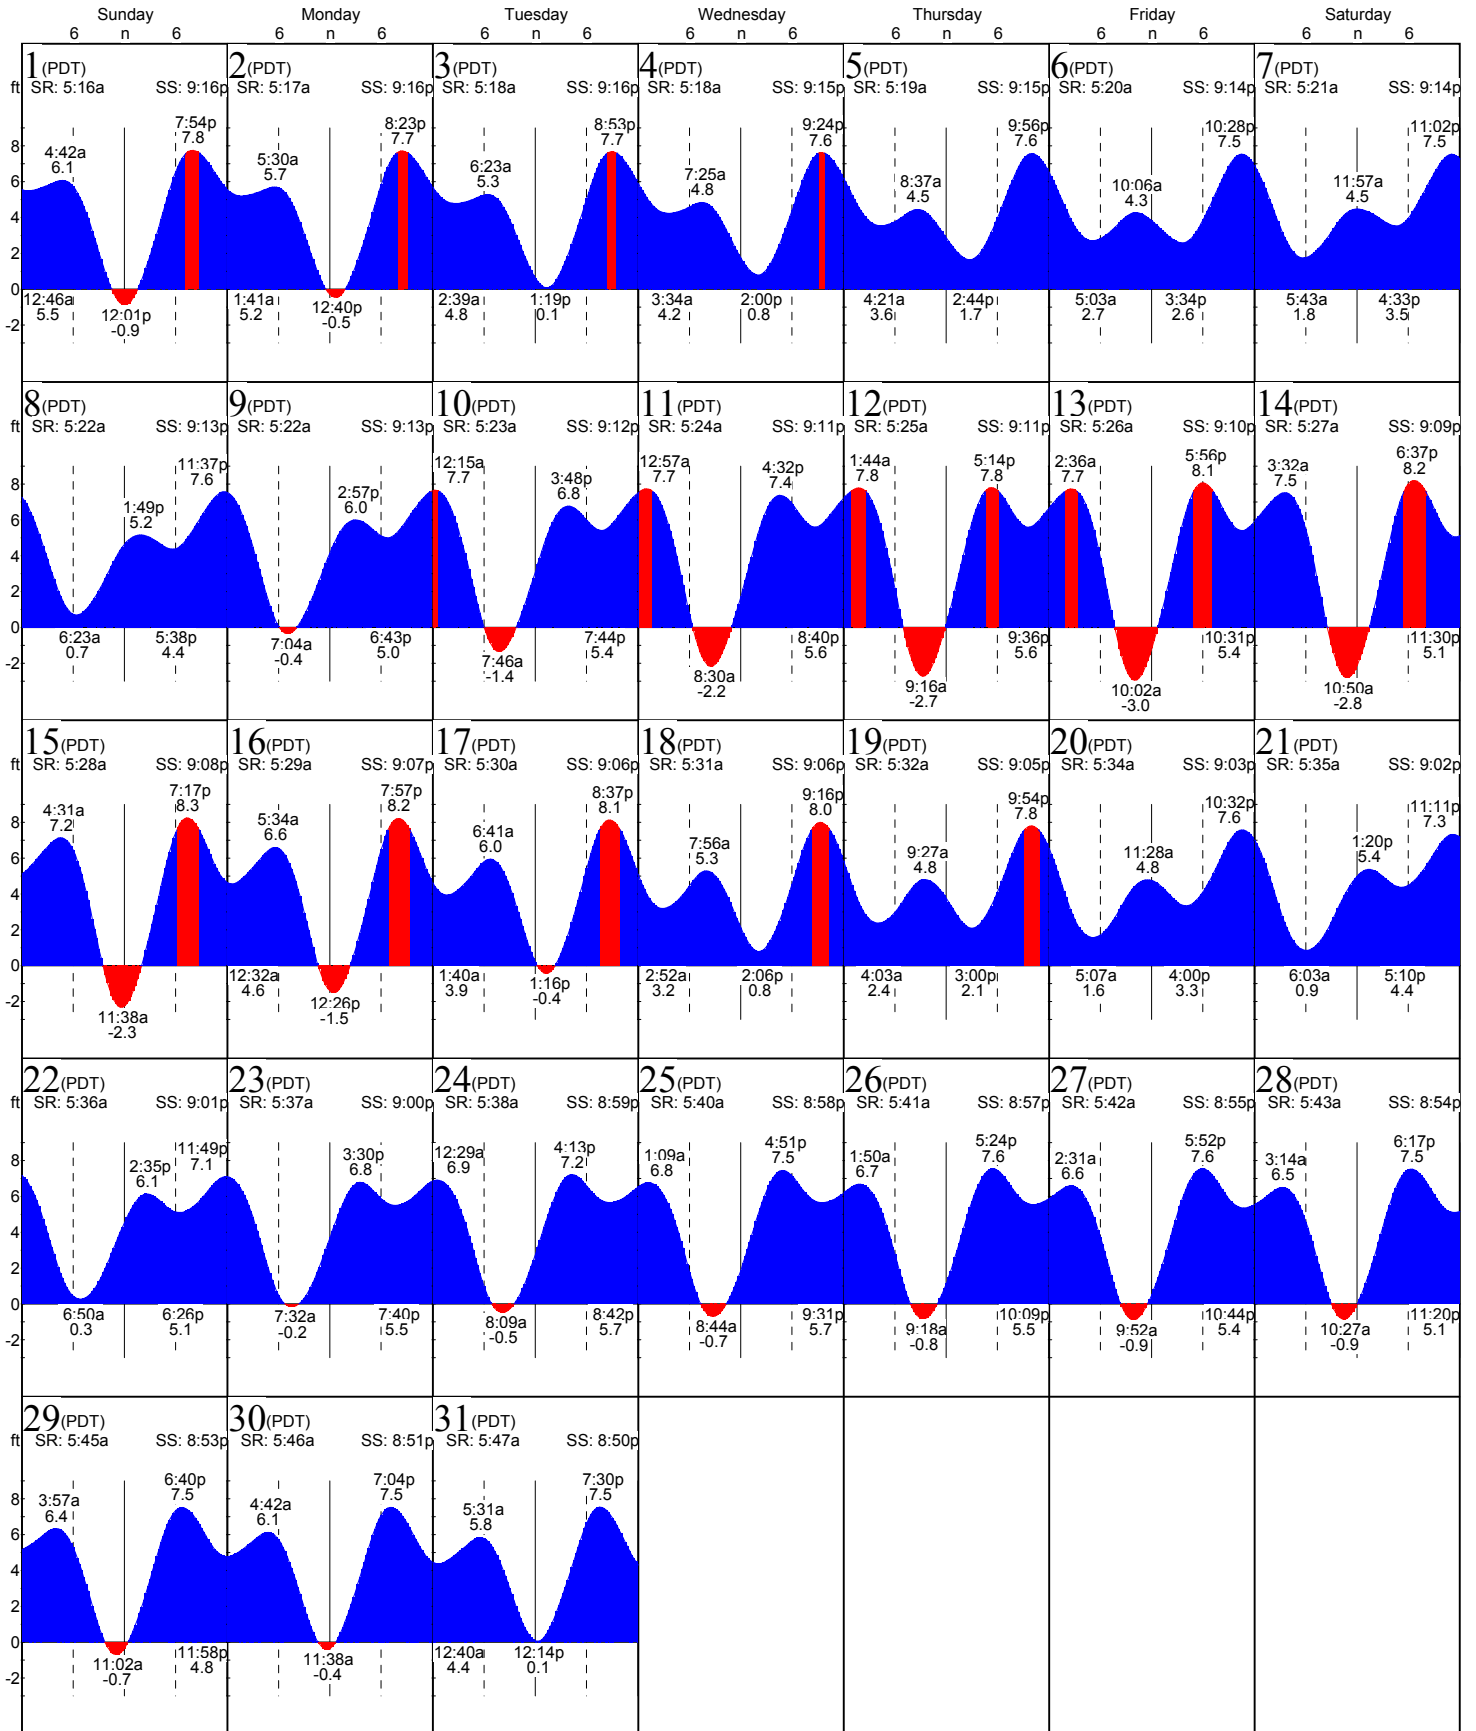 Sunday Monday Tuesday Wednesday Thursday Friday Saturday
6 n 6 6 n 6 6 n 6 6 n 6 6 n 6 6 n 6 6 n 6
1(PDT) 2(PDT) 3(PDT) 4(PDT) 5(PDT) 6(PDT) 7(PDT)
ft SR: 5:16a SS: 9:16p SR: 5:17a SS: 9:16p SR: 5:18a SS: 9:16p SR: 5:18a SS: 9:15p SR: 5:19a SS: 9:15p SR: 5:20a SS: 9:14p SR: 5:21a SS: 9:14p
4:42a 7:54p 5:30a 8:23p 6:23a 8:53p 7:25a 9:24p 8:37a 9:56p 10:06a 10:28p 11:57a 11:02p
6.1 7.8 5.7 7.7 5.3 7.7 4.8 7.6 4.5 7.6 4.3 7.5 4.5 7.5
8
6
4
2
0
-2
12:46a 12:01p 1:41a 12:40p 2:39a 1:19p 3:34a 2:00p 4:21a 2:44p 5:03a 3:34p 5:43a 4:33p
5.5 -0.9 5.2 -0.5 4.8 0.1 4.2 0.8 3.6 1.7 2.7 2.6 1.8 3.5
8(PDT) 9(PDT) 10(PDT) 11(PDT) 12(PDT) 13(PDT) 14(PDT)
ft SR: 5:22a SS: 9:13p SR: 5:22a SS: 9:13p SR: 5:23a SS: 9:12p SR: 5:24a SS: 9:11p SR: 5:25a SS: 9:11p SR: 5:26a SS: 9:10p SR: 5:27a SS: 9:09p
1:49p 11:37p 2:57p 12:15a 3:48p 12:57a 4:32p 1:44a 5:14p 2:36a 5:56p 3:32a 6:37p
5.2 7.6 6.0 7.7 6.8 7.7 7.4 7.8 7.8 7.7 8.1 7.5 8.2
8
6
4
2
0
-2
6:23a 5:38p 7:04a 6:43p 7:46a 7:44p 8:30a 8:40p 9:16a 9:36p 10:02a 10:31p 10:50a 11:30p
0.7 4.4 -0.4 5.0 -1.4 5.4 -2.2 5.6 -2.7 5.6 -3.0 5.4 -2.8 5.1
15(PDT) 16(PDT) 17(PDT) 18(PDT) 19(PDT) 20(PDT) 21(PDT)
ft SR: 5:28a SS: 9:08p SR: 5:29a SS: 9:07p SR: 5:30a SS: 9:06p SR: 5:31a SS: 9:06p SR: 5:32a SS: 9:05p SR: 5:34a SS: 9:03p SR: 5:35a SS: 9:02p
4:31a 7:17p 5:34a 7:57p 6:41a 8:37p 7:56a 9:16p 9:27a 9:54p 11:28a 10:32p 1:20p 11:11p
7.2 8.3 6.6 8.2 6.0 8.1 5.3 8.0 4.8 7.8 4.8 7.6 5.4 7.3
8
6
4
2
0
-2
11:38a 12:32a 12:26p 1:40a 1:16p 2:52a 2:06p 4:03a 3:00p 5:07a 4:00p 6:03a 5:10p
-2.3 4.6 -1.5 3.9 -0.4 3.2 0.8 2.4 2.1 1.6 3.3 0.9 4.4
22(PDT) 23(PDT) 24(PDT) 25(PDT) 26(PDT) 27(PDT) 28(PDT)
ft SR: 5:36a SS: 9:01p SR: 5:37a SS: 9:00p SR: 5:38a SS: 8:59p SR: 5:40a SS: 8:58p SR: 5:41a SS: 8:57p SR: 5:42a SS: 8:55p SR: 5:43a SS: 8:54p
2:35p 11:49p 3:30p 12:29a 4:13p 1:09a 4:51p 1:50a 5:24p 2:31a 5:52p 3:14a 6:17p
6.1 7.1 6.8 6.9 7.2 6.8 7.5 6.7 7.6 6.6 7.6 6.5 7.5
8
6
4
2
0
-2
6:50a 6:26p 7:32a 7:40p 8:09a 8:42p 8:44a 9:31p 9:18a 10:09p 9:52a 10:44p 10:27a 11:20p
0.3 5.1 -0.2 5.5 -0.5 5.7 -0.7 5.7 -0.8 5.5 -0.9 5.4 -0.9 5.1
29(PDT) 30(PDT) 31(PDT)
ft SR: 5:45a SS: 8:53p SR: 5:46a SS: 8:51p SR: 5:47a SS: 8:50p
3:57a 6:40p 4:42a 7:04p 5:31a 7:30p
6.4 7.5 6.1 7.5 5.8 7.5
8
6
4
2
0
-2
11:02a 11:58p 11:38a 12:40a 12:14p
-0.7 4.8 -0.4 4.4 0.1